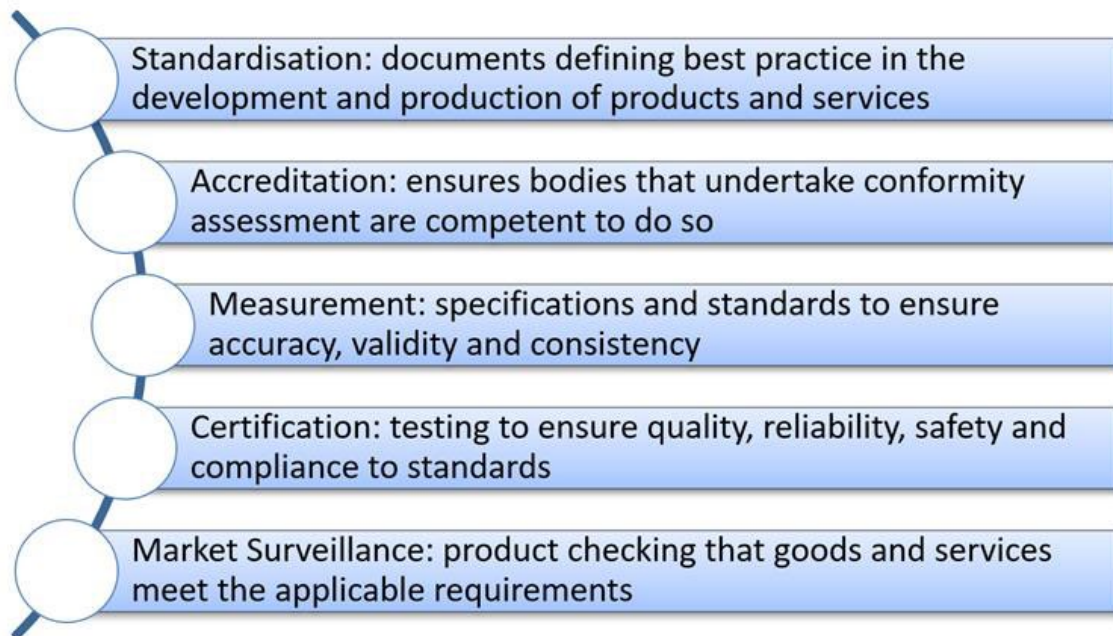 Standardisation: documents defining best practice in the
development and production of products and services
Accreditation: ensures bodies that undertake conformity
assessment are competent to do so
Measurement: specifications and standards to ensure
accuracy, validity and consistency
Certification: testing to ensure quality, reliability, safety and
compliance to standards
Market Surveillance: product checking that goods and services
meet the applicable requirements